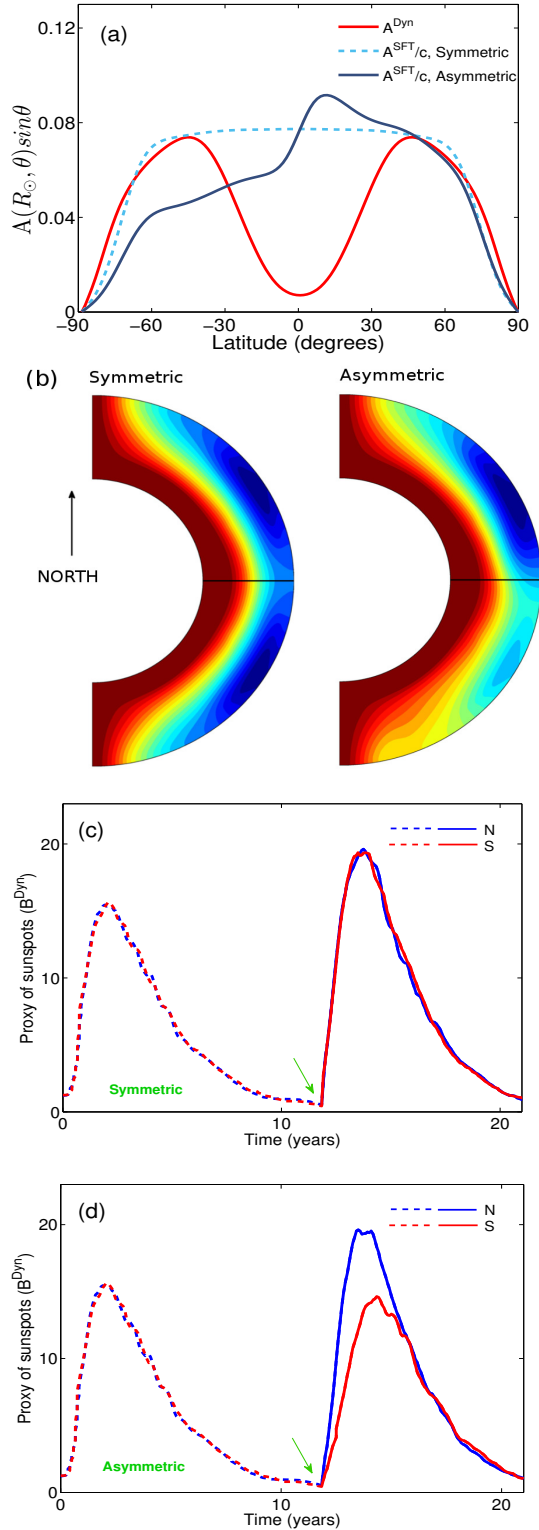 (a)
A^Dyn
A^SFT/c, Symmetric
A^SFT/c, Asymmetric
A(R_⊙,θ)sinθ
0.12
0.08
0.04
0
−90 −60 −30 0 30 60 90
Latitude (degrees)
(b) Symmetric Asymmetric
NORTH
(c)
N
S
Proxy of sunspots (B^Dyn)
20
10
0
Symmetric
0 10 20
Time (years)
(d)
N
S
Proxy of sunspots (B^Dyn)
20
10
0
Asymmetric
0 10 20
Time (years)